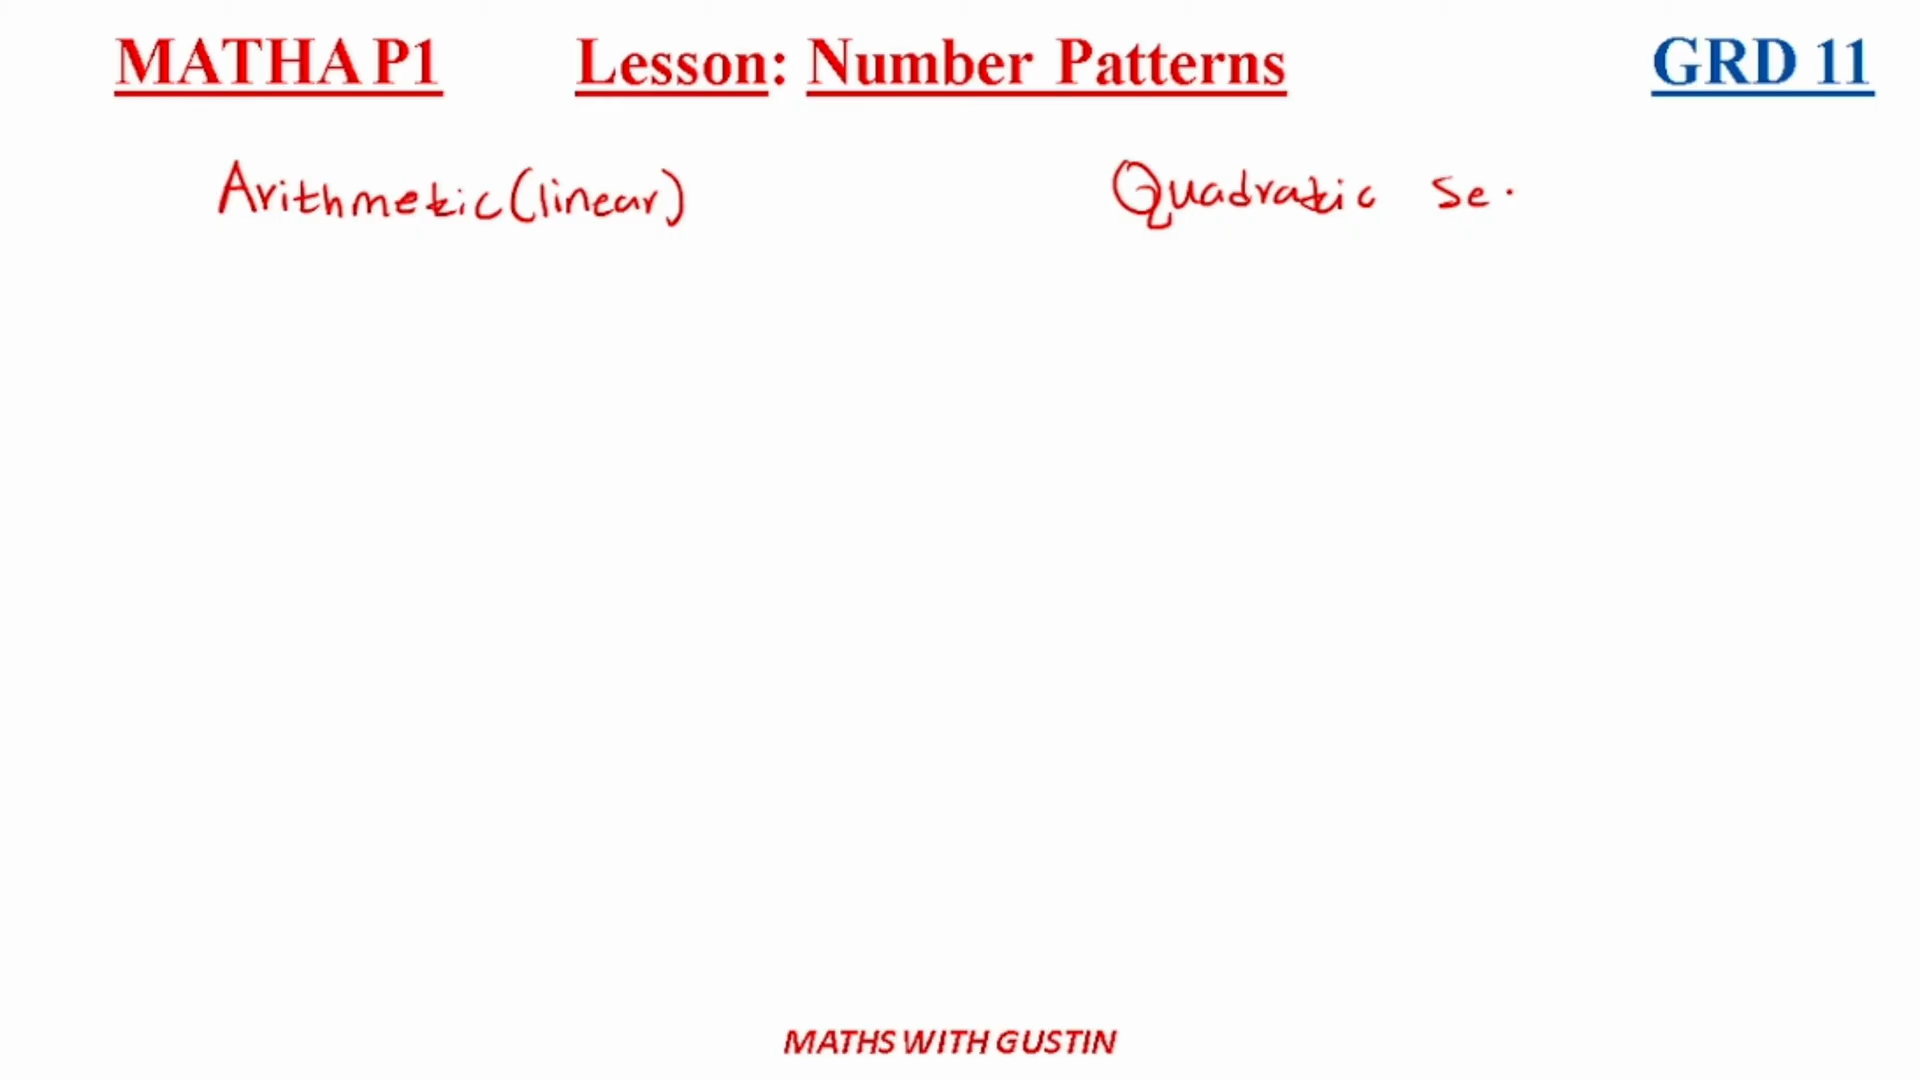 MATHA P1 Lesson: Number Patterns GRD 11
Arithmetic (linear) Quadratic Se.
MATHS WITH GUSTIN